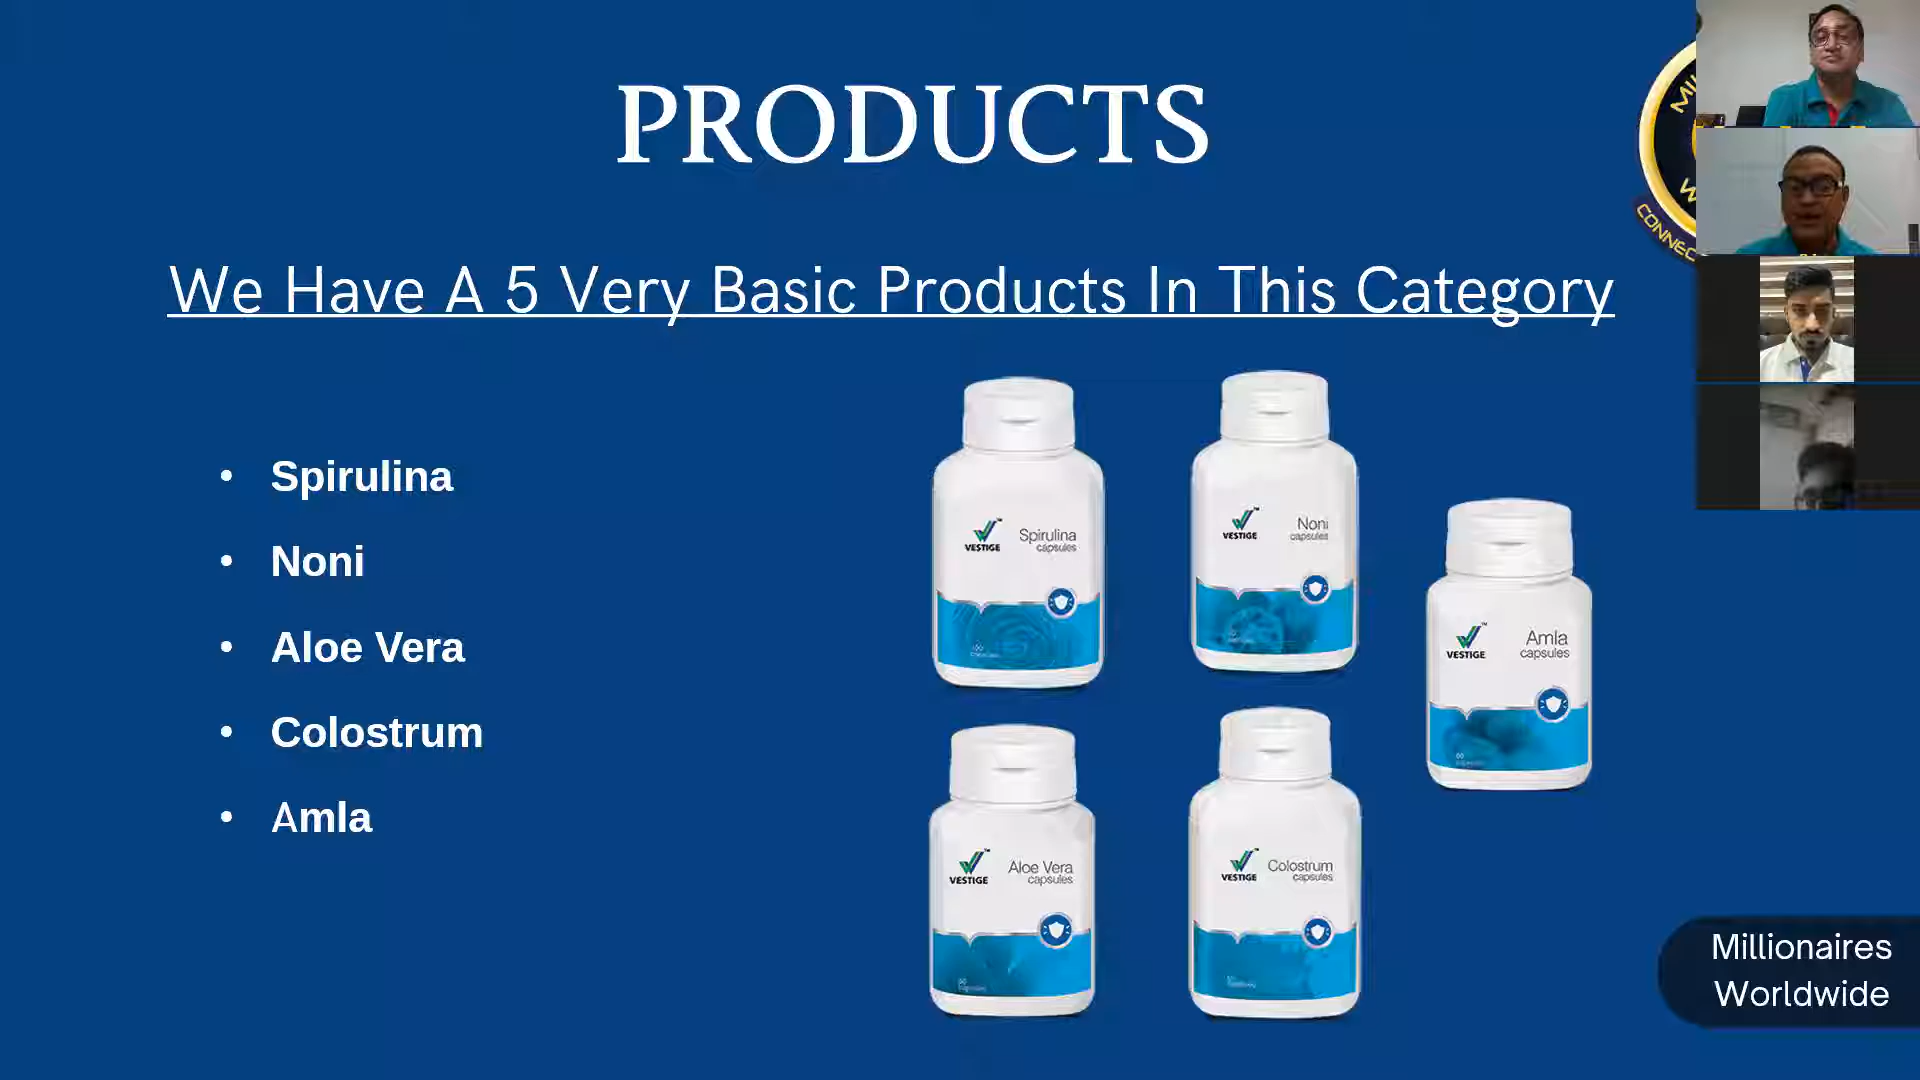 PRODUCTS
We Have A 5 Very Basic Products In This Category
• Spirulina
• Noni
• Aloe Vera
• Colostrum
• Amla
VESTIGE
Spirulina
capsules
VESTIGE
Noni
capsules
VESTIGE
Amla
capsules
VESTIGE
Aloe Vera
capsules
VESTIGE
Colostrum
capsules
Millionaires
Worldwide